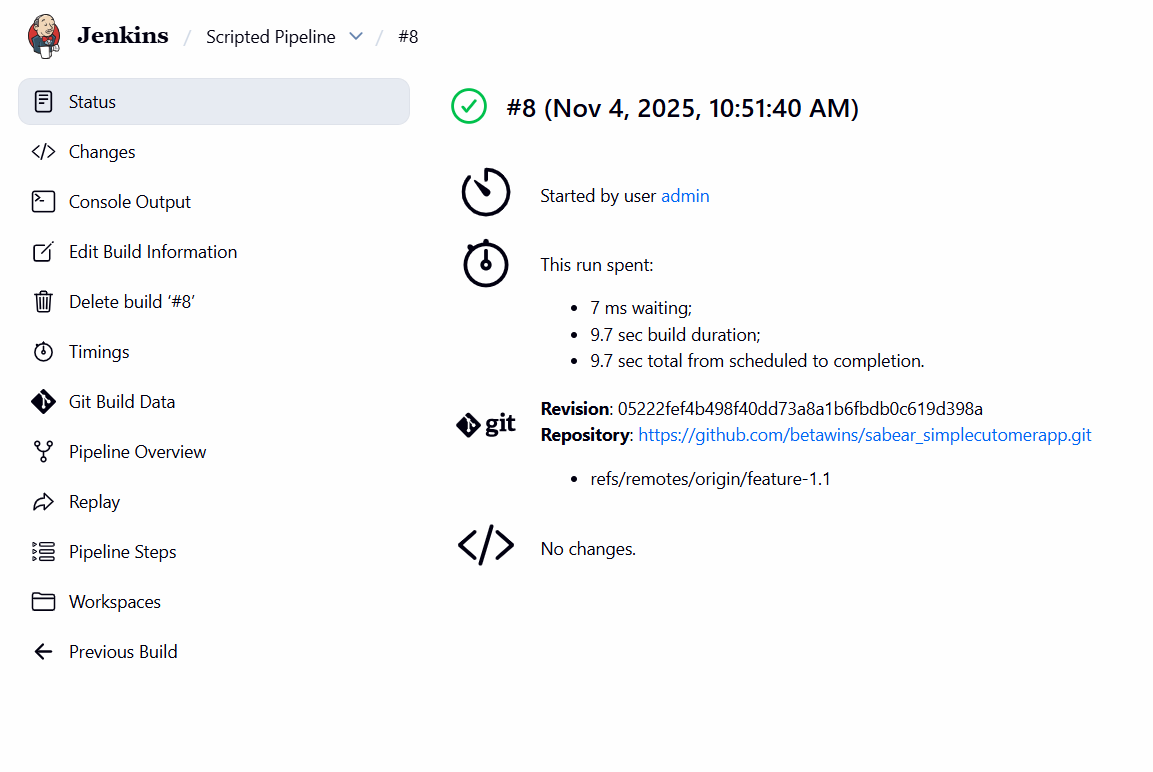 Jenkins / Scripted Pipeline / #8
Status
Changes
Console Output
Edit Build Information
Delete build ‘#8’
Timings
Git Build Data
Pipeline Overview
Replay
Pipeline Steps
Workspaces
Previous Build
#8 (Nov 4, 2025, 10:51:40 AM)
Started by user admin
This run spent:
• 7 ms waiting;
• 9.7 sec build duration;
• 9.7 sec total from scheduled to completion.
git
Revision: 05222fef4b498f40dd73a8a1b6fbdb0c619d398a
Repository: https://github.com/betawins/sabear_simplecutomerapp.git
• refs/remotes/origin/feature-1.1
No changes.